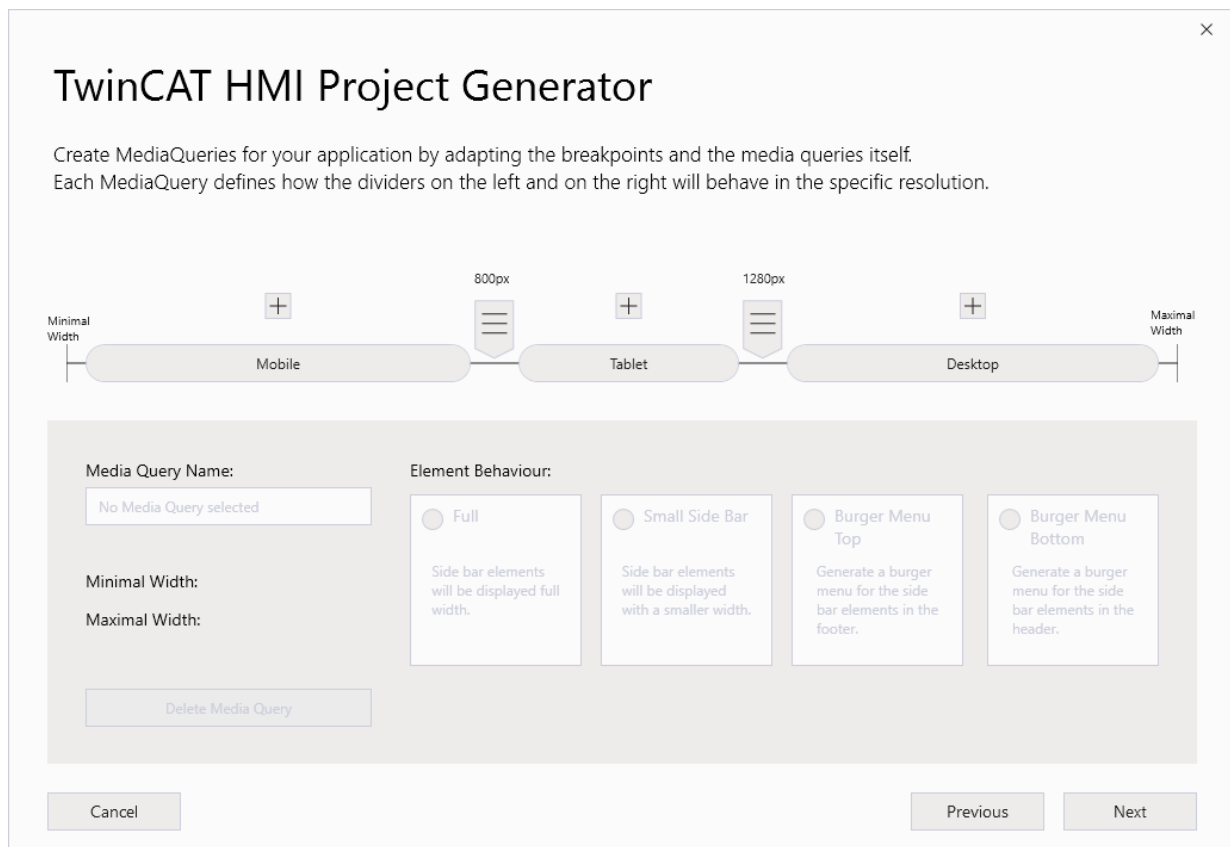 TwinCAT HMI Project Generator
Create MediaQueries for your application by adapting the breakpoints and the media queries itself.
Each MediaQuery defines how the dividers on the left and on the right will behave in the specific resolution.
800px
1280px
Minimal
Width
Maximal
Width
Mobile
Tablet
Desktop
Media Query Name:
No Media Query selected
Minimal Width:
Maximal Width:
Delete Media Query
Element Behaviour:
Full
Side bar elements
will be displayed full
width.
Small Side Bar
Side bar elements
will be displayed
with a smaller width.
Burger Menu
Top
Generate a burger
menu for the side
bar elements in the
footer.
Burger Menu
Bottom
Generate a burger
menu for the side
bar elements in the
header.
Cancel
Previous
Next